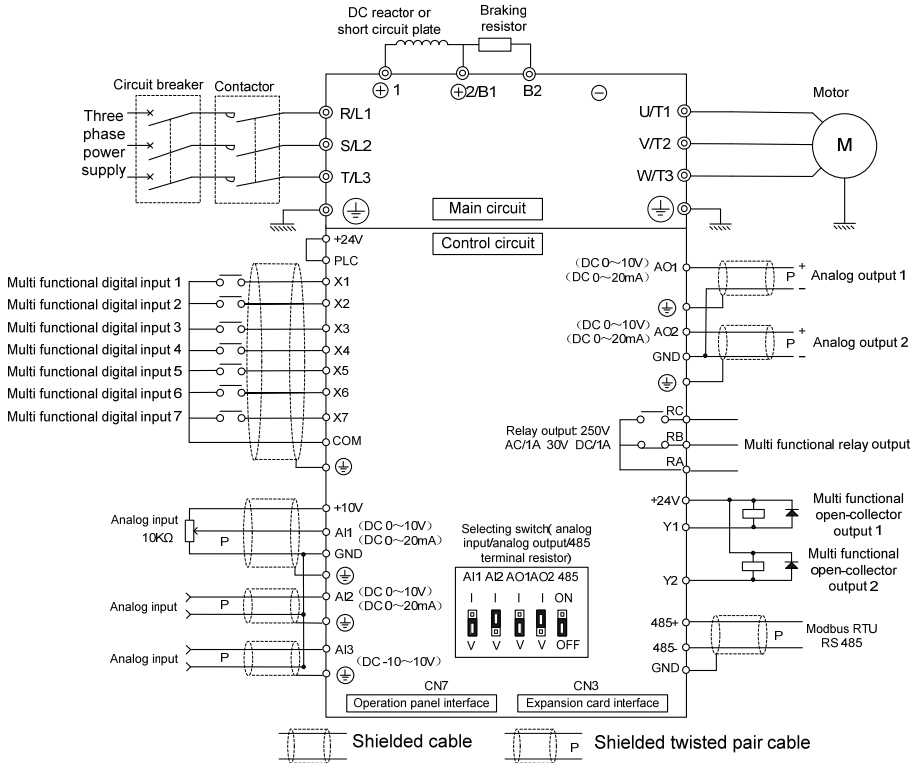 DC reactor or
short circuit plate
Braking
resistor
Circuit breaker
Contactor
⊕ 1
⊕2/B1
B2
⊖
Motor
Three
phase
power
supply
R/L1
S/L2
T/L3
U/T1
V/T2
W/T3
M
Main circuit
Control circuit
+24V
PLC
Multi functional digital input 1
X1
Multi functional digital input 2
X2
Multi functional digital input 3
X3
Multi functional digital input 4
X4
Multi functional digital input 5
X5
Multi functional digital input 6
X6
Multi functional digital input 7
X7
COM
(DC 0~10V)
(DC 0~20mA)
AO1
P
+
-
Analog output 1
(DC 0~10V)
(DC 0~20mA)
AO2
GND
P
+
-
Analog output 2
Relay output: 250V
AC/1A 30V DC/1A
RC
RB
RA
Multi functional relay output
+24V
Y1
Multi functional
open-collector
output 1
Y2
Multi functional
open-collector
output 2
485+
485-
GND
P
Modbus RTU
RS 485
Analog input
10KΩ
P
+10V
AI1
(DC 0~10V)
(DC 0~20mA)
GND
Analog input
P
AI2
(DC 0~10V)
(DC 0~20mA)
Analog input
P
AI3
(DC -10~10V)
Selecting switch( analog
input/analog output/485
terminal resistor)
AI1 AI2 AO1 AO2 485
I I I I ON
V V V V OFF
CN7
Operation panel interface
CN3
Expansion card interface
Shielded cable
P
Shielded twisted pair cable